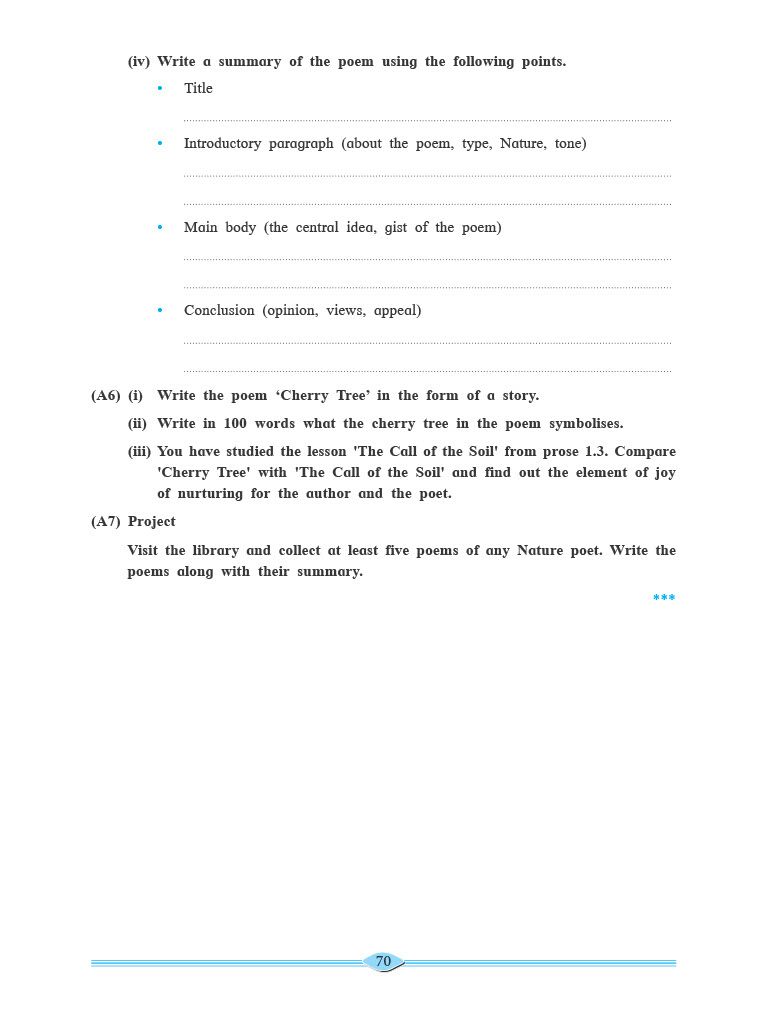 (iv) Write a summary of the poem using the following points.
• Title
• Introductory paragraph (about the poem, type, Nature, tone)
• Main body (the central idea, gist of the poem)
• Conclusion (opinion, views, appeal)
(A6) (i) Write the poem ‘Cherry Tree’ in the form of a story.
(ii) Write in 100 words what the cherry tree in the poem symbolises.
(iii) You have studied the lesson 'The Call of the Soil' from prose 1.3. Compare
'Cherry Tree' with 'The Call of the Soil' and find out the element of joy
of nurturing for the author and the poet.
(A7) Project
Visit the library and collect at least five poems of any Nature poet. Write the
poems along with their summary.
***
70